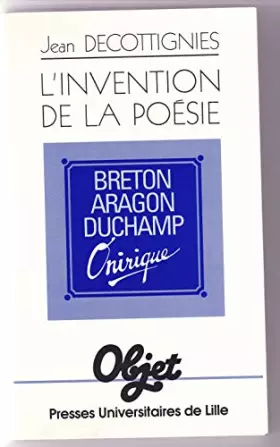 Jean DECOTTIGNIES
L'INVENTION
DE LA POÉSIE
BRETON
ARAGON
DUCHAMP
Onirique
Objet
Presses Universitaires de Lille